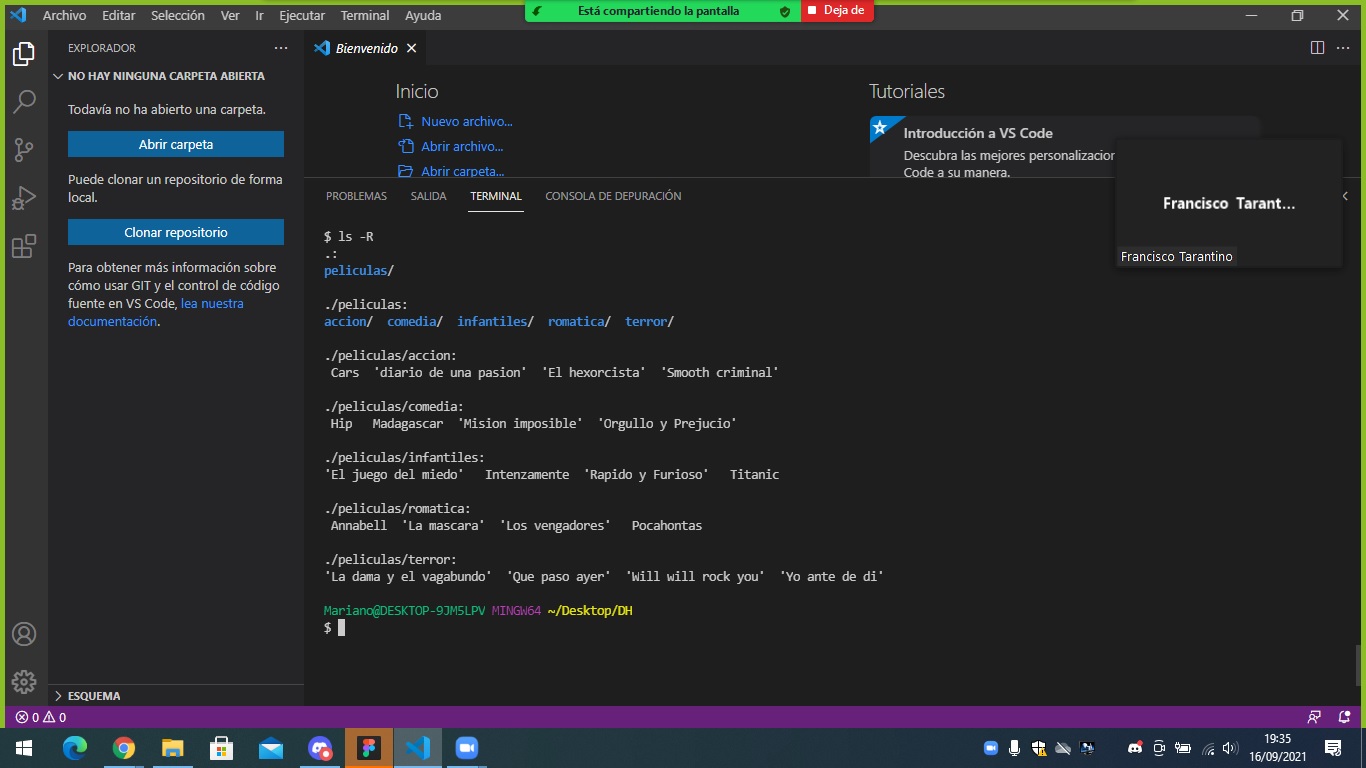 Archivo Editar Selección Ver Ir Ejecutar Terminal Ayuda
Está compartiendo la pantalla
Deja de
EXPLORADOR
NO HAY NINGUNA CARPETA ABIERTA
Todavía no ha abierto una carpeta.
Abrir carpeta
Puede clonar un repositorio de forma
local.
Clonar repositorio
Para obtener más información sobre
cómo usar GIT y el control de código
fuente en VS Code, lea nuestra
documentación.
ESQUEMA
Bienvenido
Inicio
Nuevo archivo...
Abrir archivo...
Abrir carpeta...
Tutoriales
Introducción a VS Code
Descubra las mejores personalizacion
Code a su manera.
Francisco Tarant...
Francisco Tarantino
PROBLEMAS SALIDA TERMINAL CONSOLA DE DEPURACIÓN
$ ls -R
.:
peliculas/
./peliculas:
accion/ comedia/ infantiles/ romatica/ terror/
./peliculas/accion:
Cars 'diario de una pasion' 'El hexorcista' 'Smooth criminal'
./peliculas/comedia:
Hip Madagascar 'Mision imposible' 'Orgullo y Prejucio'
./peliculas/infantiles:
'El juego del miedo' Intenzamente 'Rapido y Furioso' Titanic
./peliculas/romatica:
Annabell 'La mascara' 'Los vengadores' Pocahontas
./peliculas/terror:
'La dama y el vagabundo' 'Que paso ayer' 'Will will rock you' 'Yo ante de di'
Mariano@DESKTOP-9JM5LPV MINGW64 ~/Desktop/DH
$
0 0
19:35
16/09/2021